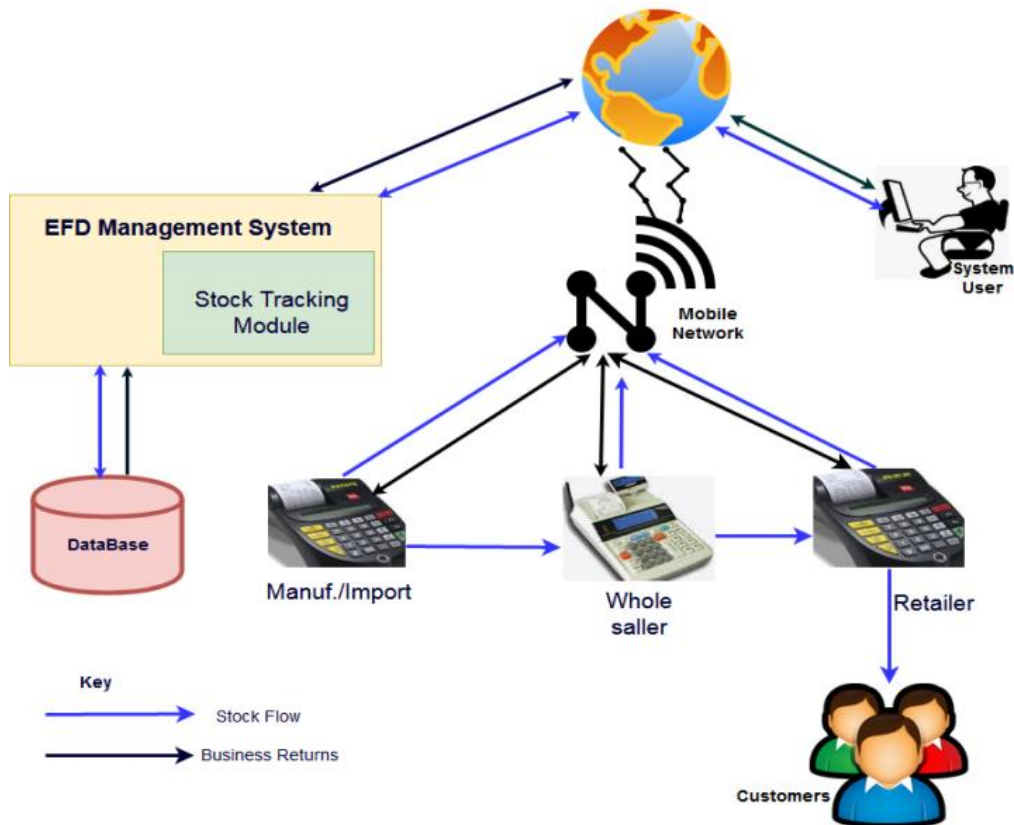 EFD Management System
Stock Tracking
Module
System
User
Mobile
Network
DataBase
Manuf./Import
Whole
saller
Retailer
Key
Stock Flow
Business Returns
Customers